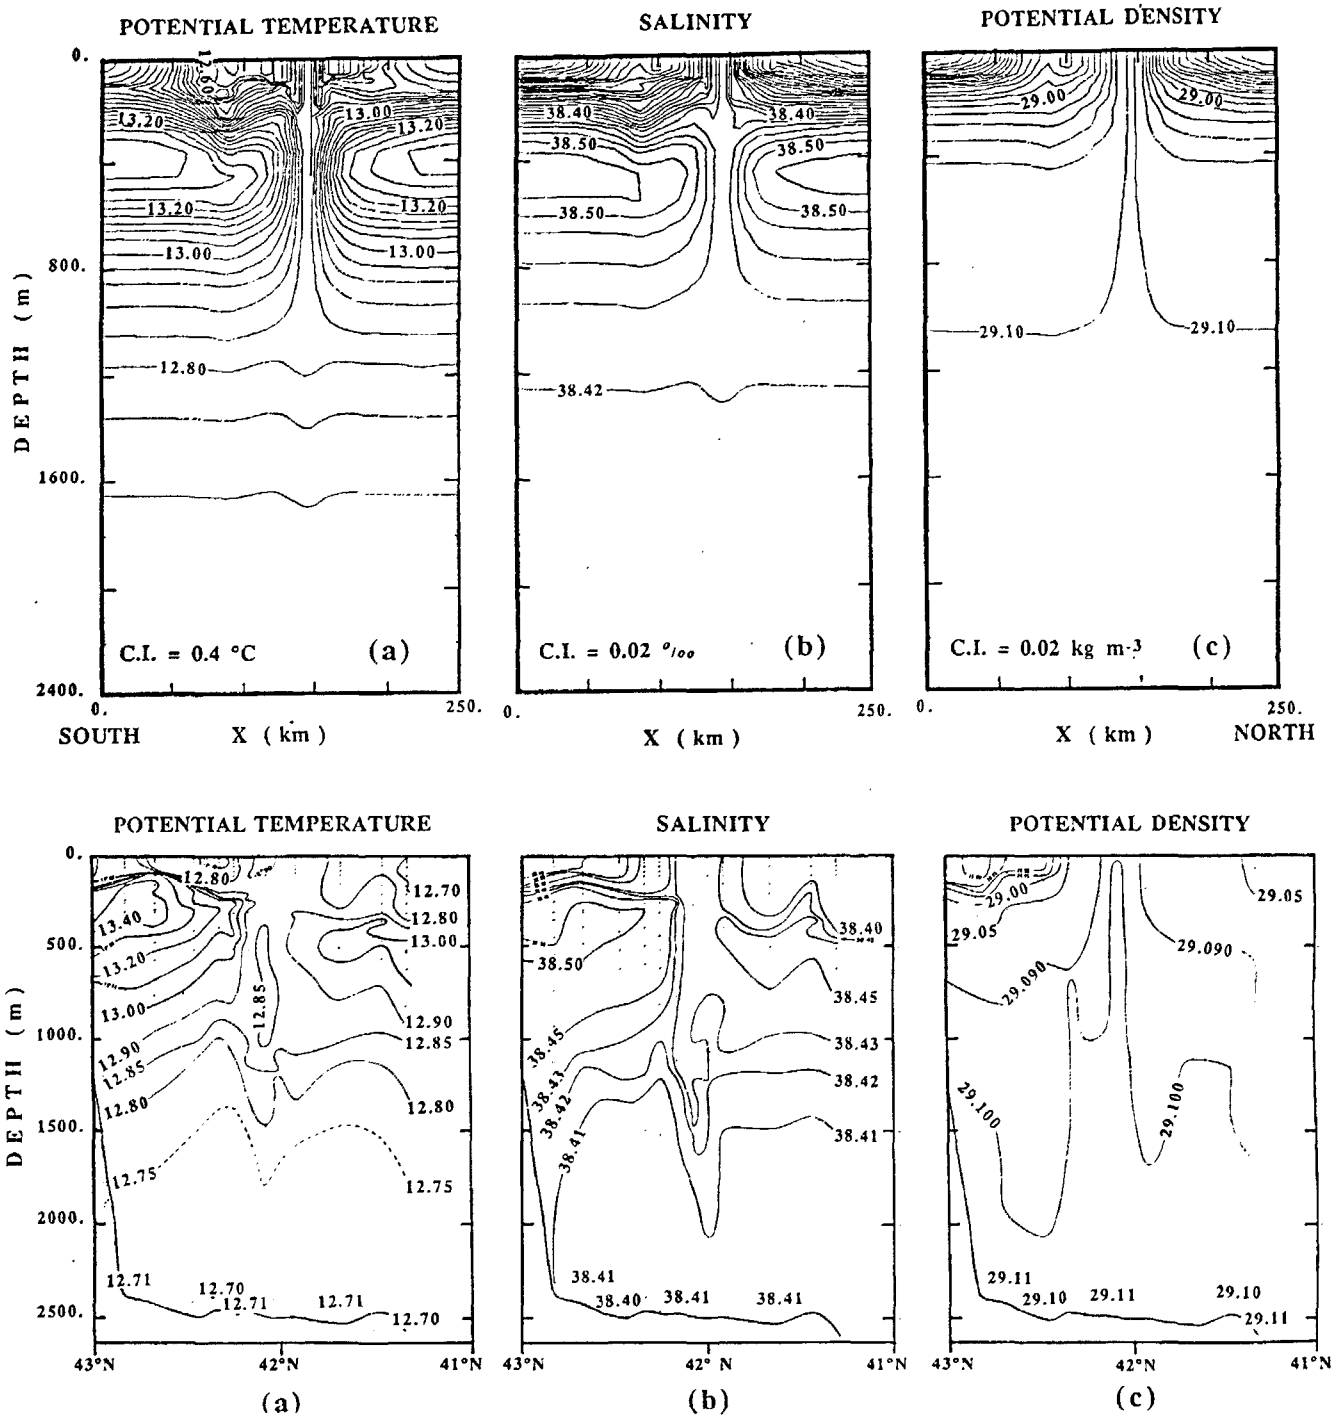 POTENTIAL TEMPERATURE
SALINITY
POTENTIAL DENSITY
0.
800.
1600.
2400.
DEPTH (m)
12.60
13.00
13.20
13.20
13.20
13.20
13.00
13.00
12.80
C.I. = 0.4 °C
(a)
38.40
38.40
38.50
38.50
38.50
38.50
38.42
C.I. = 0.02 °/oo
(b)
29.00
29.00
29.10
29.10
C.I. = 0.02 kg m-3
(c)
0.
250.
0.
250.
0.
250.
SOUTH
X (km)
X (km)
X (km)
NORTH
POTENTIAL TEMPERATURE
SALINITY
POTENTIAL DENSITY
0.
500.
1000.
1500.
2000.
2500.
DEPTH (m)
12.80
12.70
13.40
12.80
13.00
13.20
12.85
13.00
12.90
12.90
12.85
12.85
12.80
12.80
12.75
12.75
12.71
12.70
12.71
12.71
12.70
38.40
38.50
38.45
38.45
38.43
38.43
38.42
38.42
38.41
38.41
38.41
38.40
38.41
38.41
29.00
29.05
29.05
29.090
29.090
29.100
29.100
29.11
29.10
29.11
29.10
29.11
43°N
42°N
41°N
43°N
42°N
41°N
43°N
42°N
41°N
(a)
(b)
(c)